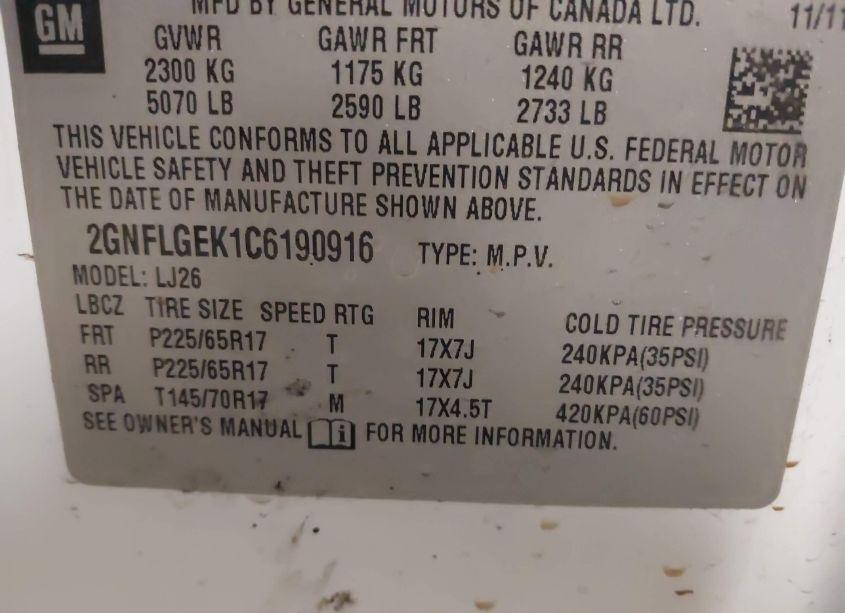 GM
MFD BY GENERAL MOTORS OF CANADA LTD. 11/11
GVWR GAWR FRT GAWR RR
2300 KG 1175 KG 1240 KG
5070 LB 2590 LB 2733 LB
THIS VEHICLE CONFORMS TO ALL APPLICABLE U.S. FEDERAL MOTOR
VEHICLE SAFETY AND THEFT PREVENTION STANDARDS IN EFFECT ON
THE DATE OF MANUFACTURE SHOWN ABOVE.
2GNFLGEK1C6190916 TYPE: M.P.V.
MODEL: LJ26
LBCZ TIRE SIZE SPEED RTG RIM COLD TIRE PRESSURE
FRT P225/65R17 T 17X7J 240KPA(35PSI)
RR P225/65R17 T 17X7J 240KPA(35PSI)
SPA T145/70R17 M 17X4.5T 420KPA(60PSI)
SEE OWNER'S MANUAL i FOR MORE INFORMATION.